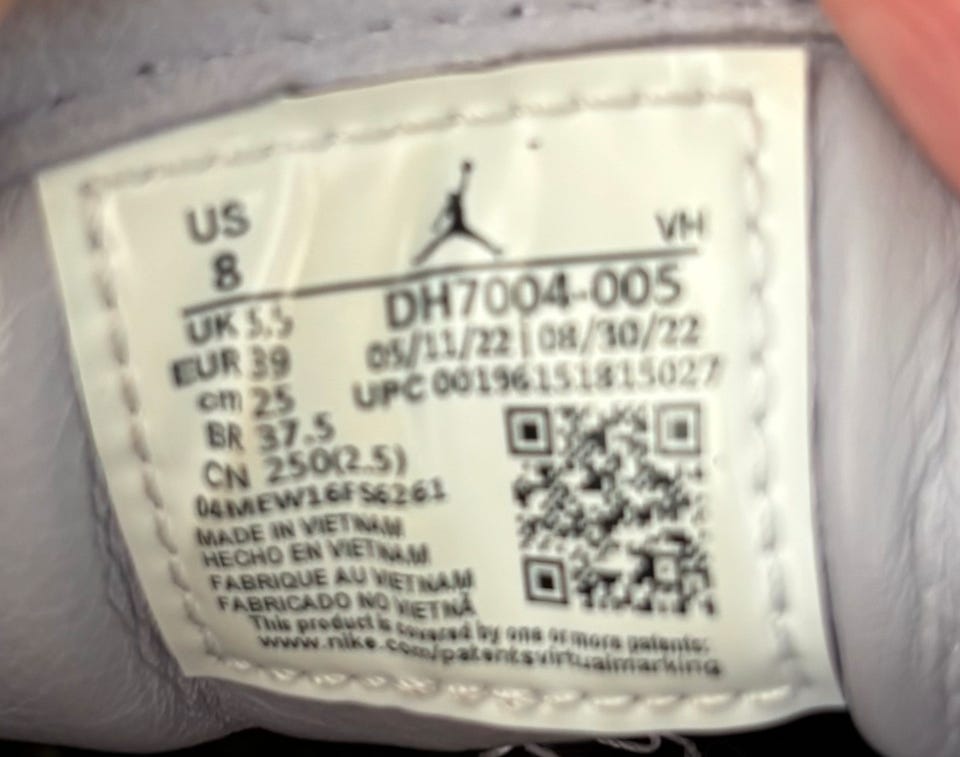 US
8
VH
DH7004-005
UK 5.5
05/11/22 | 08/30/22
EUR 39
UPC 00196151815027
cm 25
BR 37.5
CN 250(2.5)
04MEW16FS6261
MADE IN VIETNAM
HECHO EN VIETNAM
FABRIQUE AU VIETNAM
FABRICADO NO VIETNÃ
This product is covered by one or more patents:
www.nike.com/patentsvirtualmarking